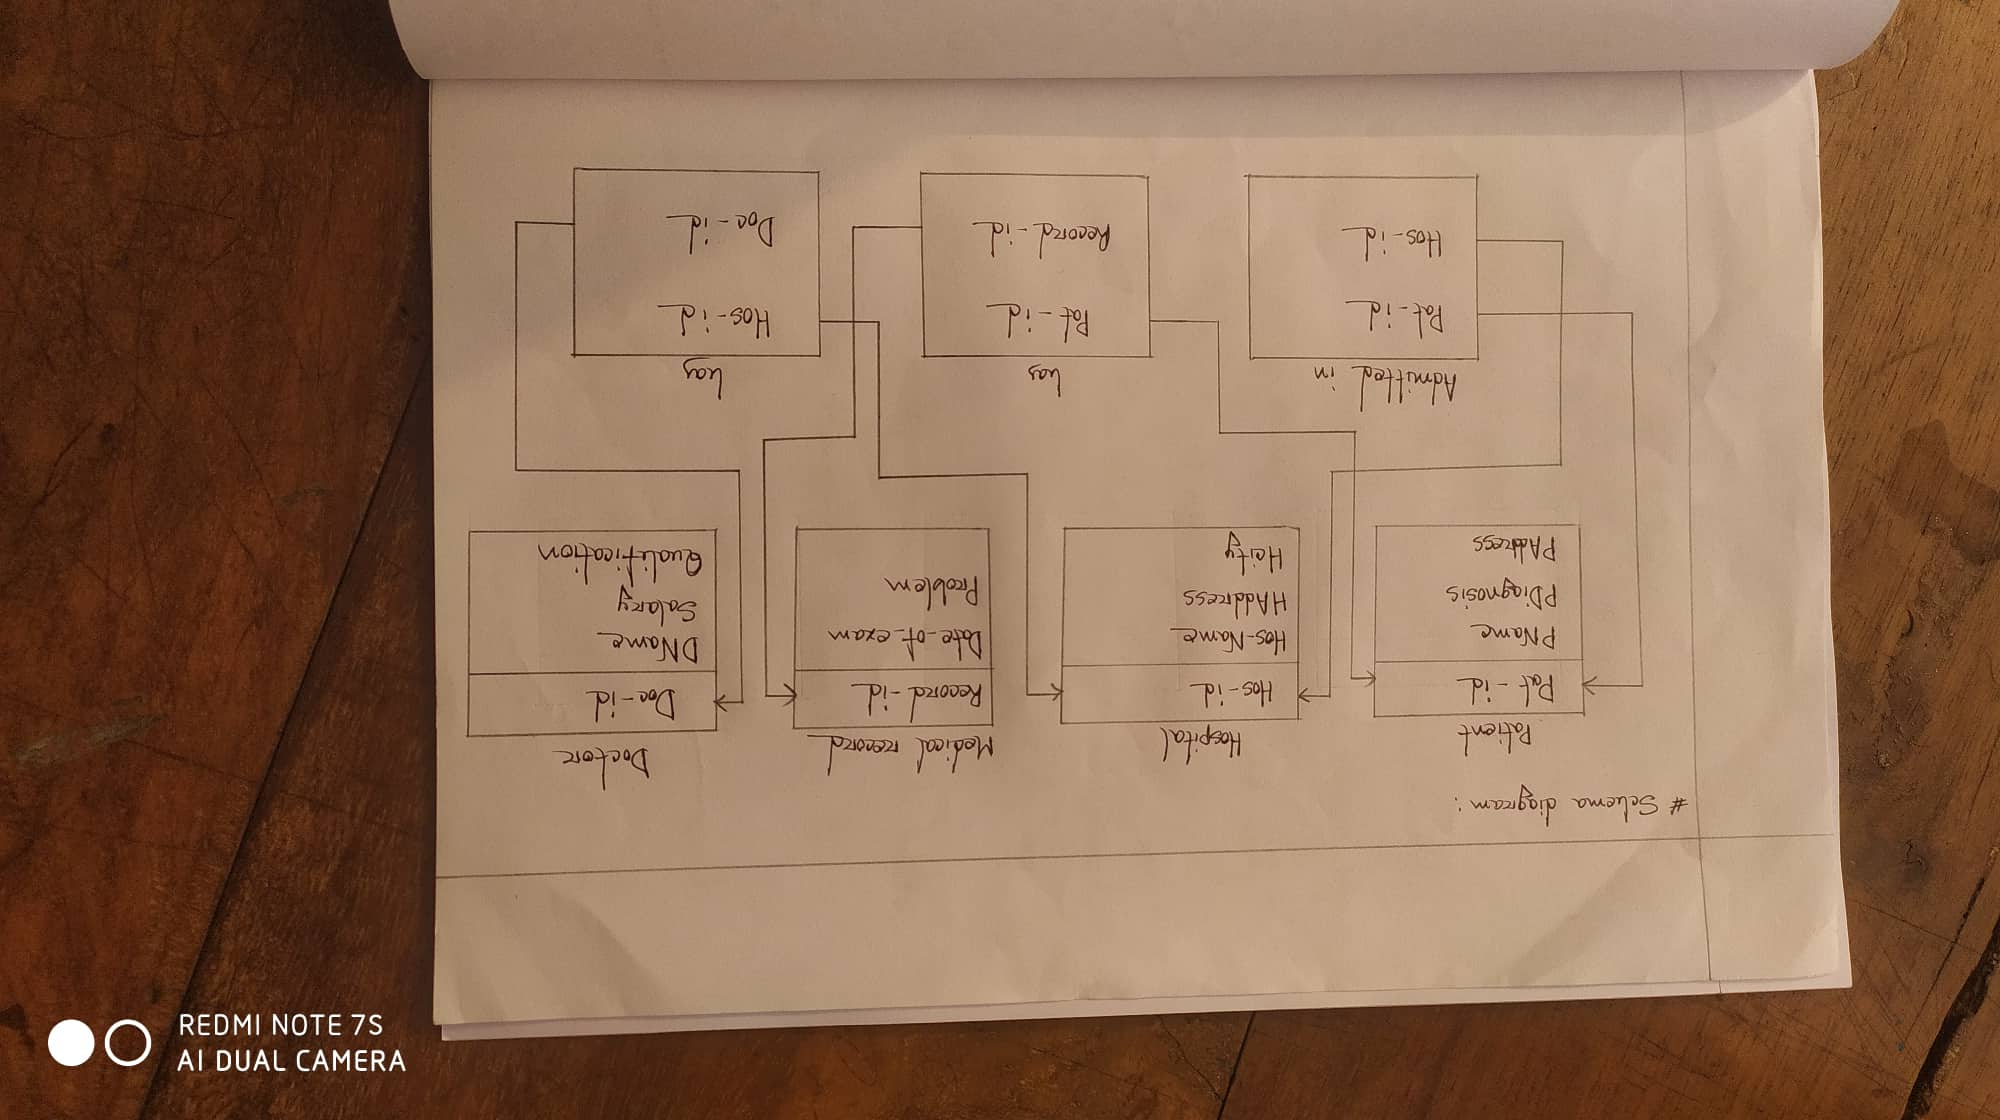 # Schema diagram:
Patient
Pat-id
PName
PDiagnosis
PAddress
Hospital
Hos-id
Hos-Name
HAddress
Hcity
Medical record
Record-id
Date-of-exam
Problem
Doctor
Doc-id
DName
Salary
Qualification
Admitted in
Pat-id
Hos-id
has
Pat-id
Record-id
has
Hos-id
Doc-id
REDMI NOTE 7S
AI DUAL CAMERA